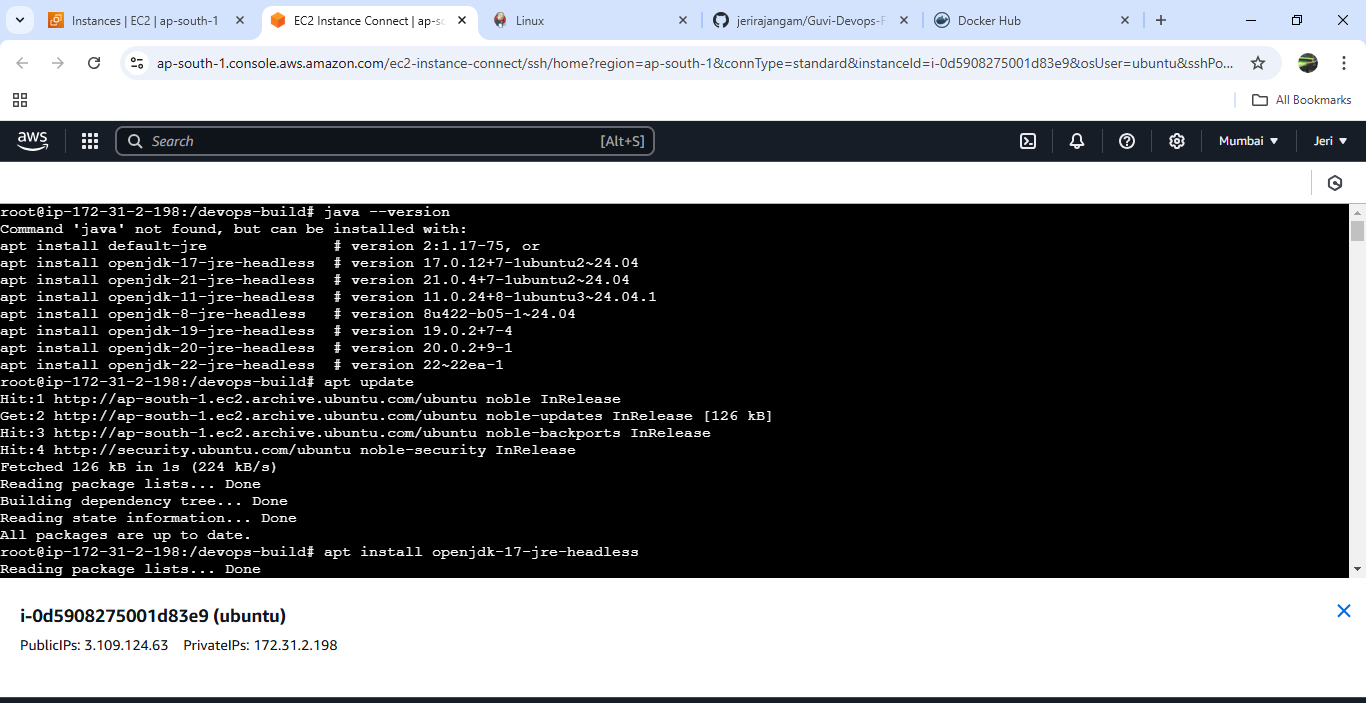 Instances | EC2 | ap-south-1
EC2 Instance Connect | ap-sc
Linux
jerirajangam/Guvi-Devops-F
Docker Hub
ap-south-1.console.aws.amazon.com/ec2-instance-connect/ssh/home?region=ap-south-1&connType=standard&instanceId=i-0d5908275001d83e9&osUser=ubuntu&sshPo...
All Bookmarks
aws
Search
[Alt+S]
Mumbai
Jeri
root@ip-172-31-2-198:/devops-build# java --version
Command 'java' not found, but can be installed with:
apt install default-jre              # version 2:1.17-75, or
apt install openjdk-17-jre-headless  # version 17.0.12+7-1ubuntu2~24.04
apt install openjdk-21-jre-headless  # version 21.0.4+7-1ubuntu2~24.04
apt install openjdk-11-jre-headless  # version 11.0.24+8-1ubuntu3~24.04.1
apt install openjdk-8-jre-headless   # version 8u422-b05-1~24.04
apt install openjdk-19-jre-headless  # version 19.0.2+7-4
apt install openjdk-20-jre-headless  # version 20.0.2+9-1
apt install openjdk-22-jre-headless  # version 22~22ea-1
root@ip-172-31-2-198:/devops-build# apt update
Hit:1 http://ap-south-1.ec2.archive.ubuntu.com/ubuntu noble InRelease
Get:2 http://ap-south-1.ec2.archive.ubuntu.com/ubuntu noble-updates InRelease [126 kB]
Hit:3 http://ap-south-1.ec2.archive.ubuntu.com/ubuntu noble-backports InRelease
Hit:4 http://security.ubuntu.com/ubuntu noble-security InRelease
Fetched 126 kB in 1s (224 kB/s)
Reading package lists... Done
Building dependency tree... Done
Reading state information... Done
All packages are up to date.
root@ip-172-31-2-198:/devops-build# apt install openjdk-17-jre-headless
Reading package lists... Done
i-0d5908275001d83e9 (ubuntu)
PublicIPs: 3.109.124.63    PrivateIPs: 172.31.2.198